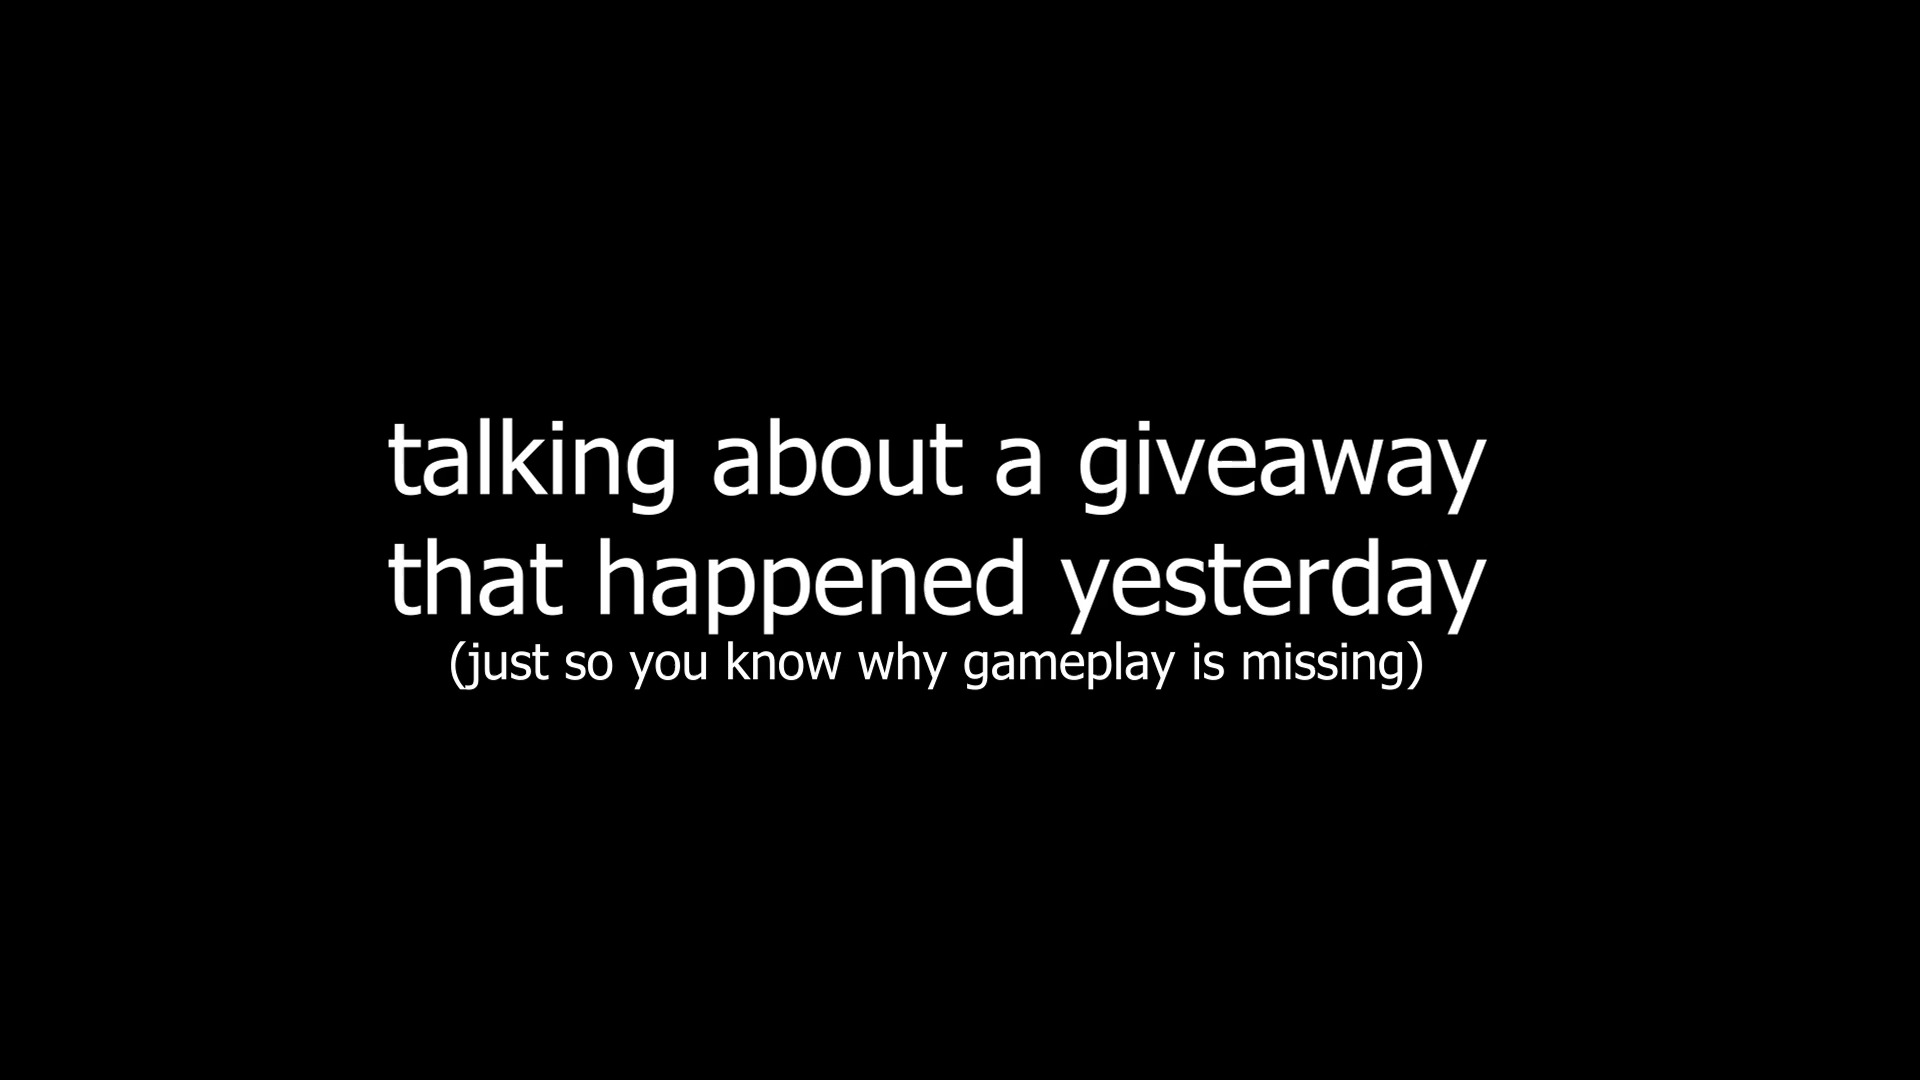 talking about a giveaway
that happened yesterday
(just so you know why gameplay is missing)